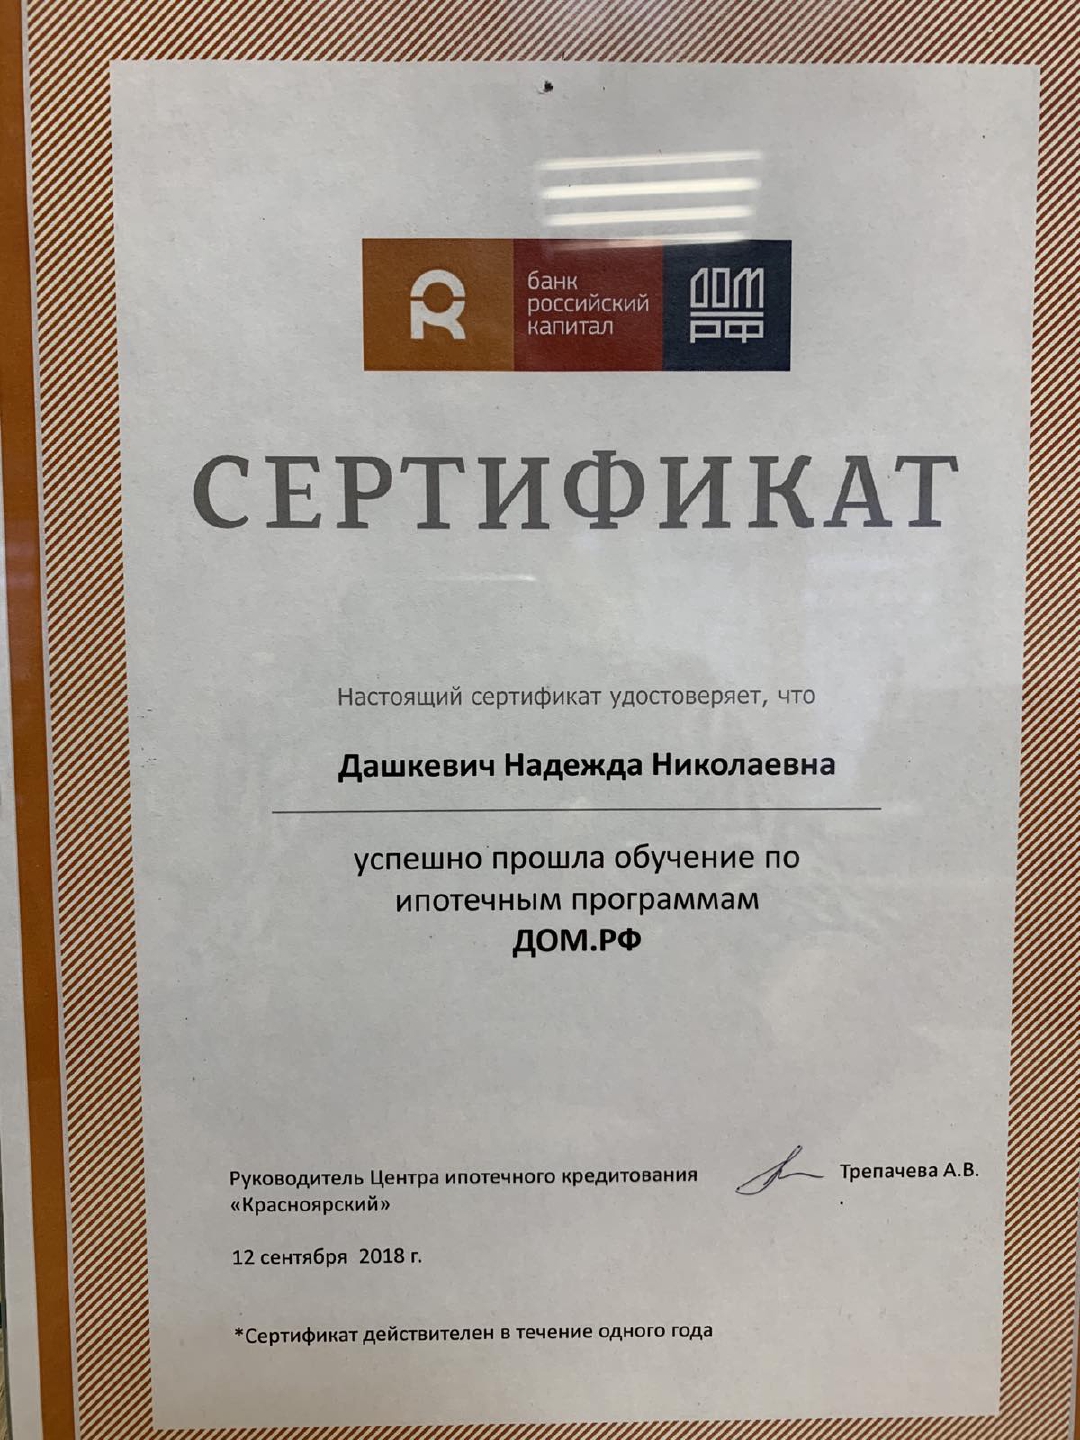 банк
российский
капитал
ДОМ
РФ
СЕРТИФИКАТ
Настоящий сертификат удостоверяет, что
Дашкевич Надежда Николаевна
успешно прошла обучение по
ипотечным программам
ДОМ.РФ
Руководитель Центра ипотечного кредитования
«Красноярский»
Трепачева А.В.
12 сентября 2018 г.
*Сертификат действителен в течение одного года